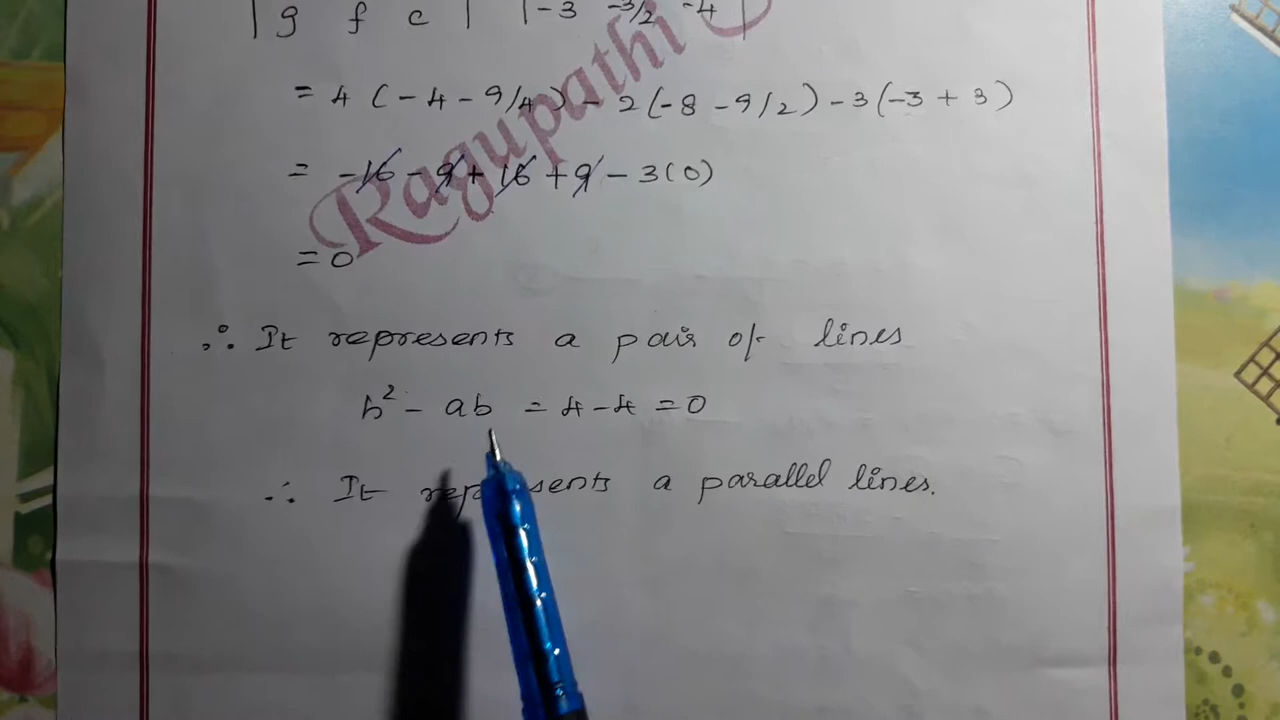 | g f c | | -3 -3/2 -4 |
= 4 (-4 - 9/4) - 2(-8 - 9/2) - 3(-3 + 3)
= -16 - 9 + 16 + 9 - 3(0)
= 0
∴ It represents a pair of lines
h² - ab = 4 - 4 = 0
∴ It represents a parallel lines.
Ragupathi